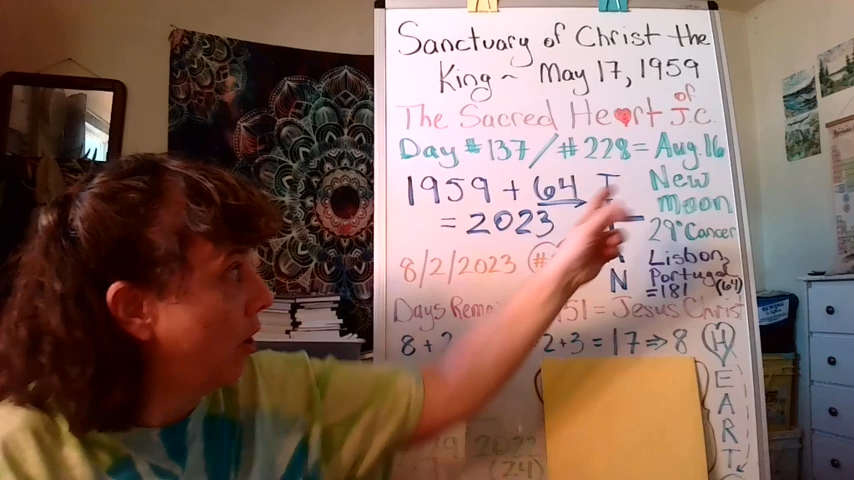 Sanctuary of Christ the
King ~ May 17, 1959
The Sacred Heart of J.C.
Day #137 / #228 = Aug. 16
1959 + 64
= 2023
New
Moon
29° Cancer
8/2/2023
N
Lisbon,
Portugal
= 181 (64)
Days 151 = Jesus Christ
8 + 2 2+3 = 17 ⇒ 8
H
E
A
R
T
2022
(24)